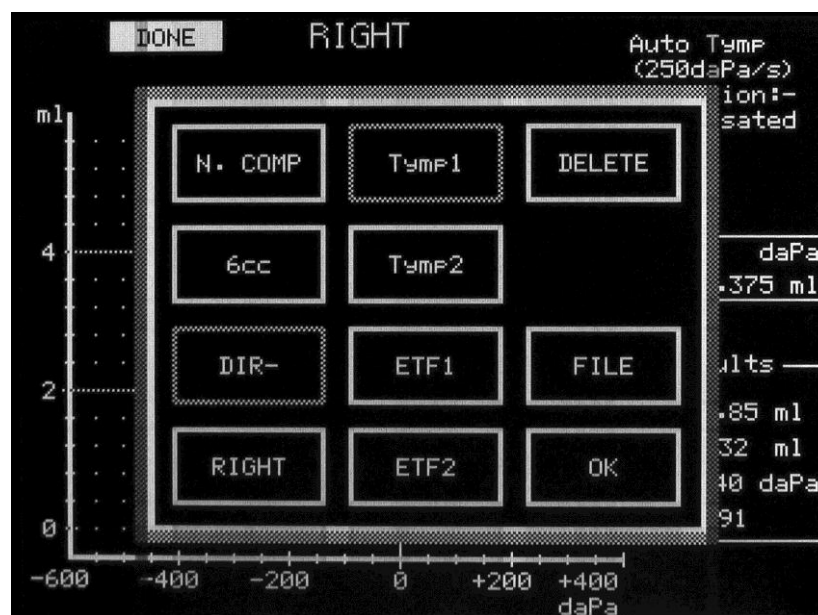 DONE RIGHT
Auto Tymp
(250daPa/s)
ion:-
sated
ml
N. COMP Tymp1 DELETE
4 6cc Tymp2 daPa
.375 ml
DIR- ETF1 FILE ults
2 .85 ml
32 ml
RIGHT ETF2 OK 40 daPa
91
0
-600 -400 -200 0 +200 +400
daPa